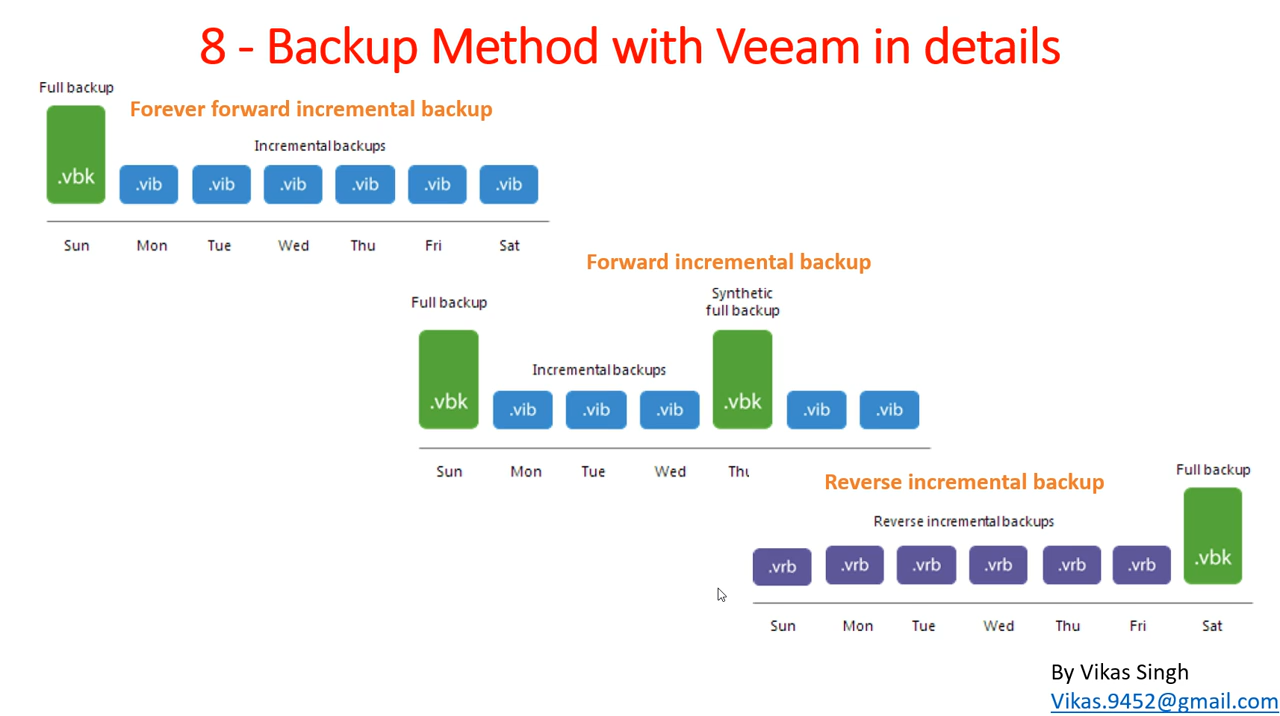 8 - Backup Method with Veeam in details
Full backup
Forever forward incremental backup
Incremental backups
.vbk .vib .vib .vib .vib .vib .vib
Sun Mon Tue Wed Thu Fri Sat
Forward incremental backup
Full backup
Synthetic
full backup
Incremental backups
.vbk .vib .vib .vib .vbk .vib .vib
Sun Mon Tue Wed Thu
Reverse incremental backup
Full backup
Reverse incremental backups
.vrb .vrb .vrb .vrb .vrb .vrb .vbk
Sun Mon Tue Wed Thu Fri Sat
By Vikas Singh
Vikas.9452@gmail.com